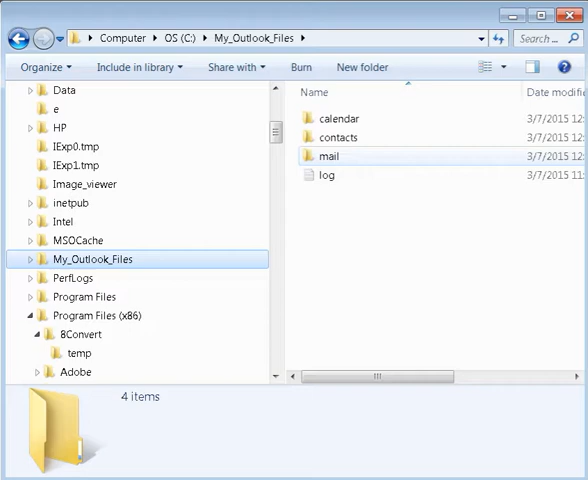 Computer ▸ OS (C:) ▸ My_Outlook_Files ▸
Search...
Organize ▾ Include in library ▾ Share with ▾ Burn New folder
Data
e
HP
IExp0.tmp
IExp1.tmp
Image_viewer
inetpub
Intel
MSOCache
My_Outlook_Files
PerfLogs
Program Files
Program Files (x86)
8Convert
temp
Adobe
Name Date modifie
calendar 3/7/2015 12:
contacts 3/7/2015 12:
mail 3/7/2015 12:
log 3/7/2015 11:
4 items